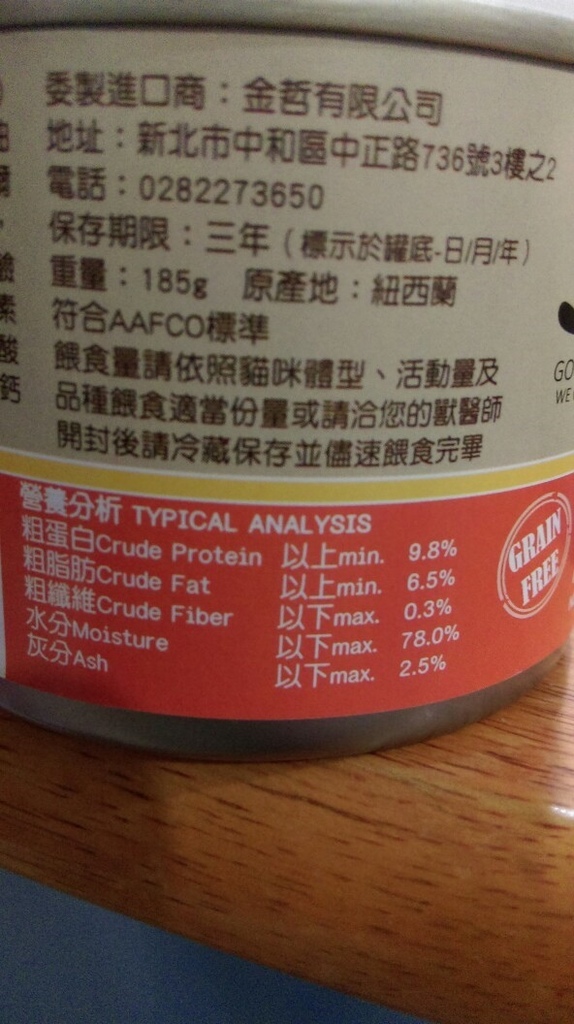 委製進口商：金哲有限公司
地址：新北市中和區中正路736號3樓之2
電話：0282273650
保存期限：三年（標示於罐底-日/月/年）
重量：185g 原產地：紐西蘭
符合AAFCO標準
餵食量請依照貓咪體型、活動量及
品種餵食適當份量或請洽您的獸醫師
開封後請冷藏保存並儘速餵食完畢
營養分析 TYPICAL ANALYSIS
粗蛋白Crude Protein 以上min. 9.8%
粗脂肪Crude Fat 以上min. 6.5%
粗纖維Crude Fiber 以下max. 0.3%
水分Moisture 以下max. 78.0%
灰分Ash 以下max. 2.5%
GRAIN
FREE
GO
WE
素
酸
鈣